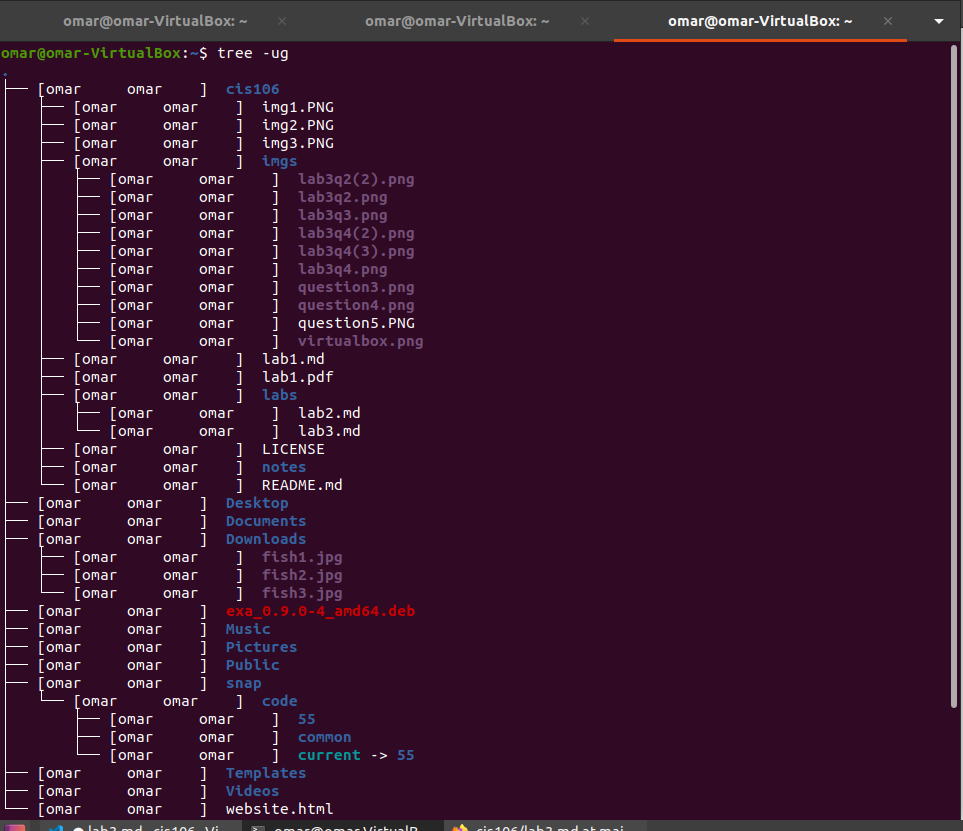 omar@omar-VirtualBox: ~ × omar@omar-VirtualBox: ~ × omar@omar-VirtualBox: ~ ×
omar@omar-VirtualBox:~$ tree -ug
.
├── [omar     omar    ]  cis106
│   ├── [omar     omar    ]  img1.PNG
│   ├── [omar     omar    ]  img2.PNG
│   ├── [omar     omar    ]  img3.PNG
│   ├── [omar     omar    ]  imgs
│   │   ├── [omar     omar    ]  lab3q2(2).png
│   │   ├── [omar     omar    ]  lab3q2.png
│   │   ├── [omar     omar    ]  lab3q3.png
│   │   ├── [omar     omar    ]  lab3q4(2).png
│   │   ├── [omar     omar    ]  lab3q4(3).png
│   │   ├── [omar     omar    ]  lab3q4.png
│   │   ├── [omar     omar    ]  question3.png
│   │   ├── [omar     omar    ]  question4.png
│   │   ├── [omar     omar    ]  question5.PNG
│   │   └── [omar     omar    ]  virtualbox.png
│   ├── [omar     omar    ]  lab1.md
│   ├── [omar     omar    ]  lab1.pdf
│   ├── [omar     omar    ]  labs
│   │   ├── [omar     omar    ]  lab2.md
│   │   └── [omar     omar    ]  lab3.md
│   ├── [omar     omar    ]  LICENSE
│   ├── [omar     omar    ]  notes
│   └── [omar     omar    ]  README.md
├── [omar     omar    ]  Desktop
├── [omar     omar    ]  Documents
├── [omar     omar    ]  Downloads
│   ├── [omar     omar    ]  fish1.jpg
│   ├── [omar     omar    ]  fish2.jpg
│   └── [omar     omar    ]  fish3.jpg
├── [omar     omar    ]  exa_0.9.0-4_amd64.deb
├── [omar     omar    ]  Music
├── [omar     omar    ]  Pictures
├── [omar     omar    ]  Public
├── [omar     omar    ]  snap
│   └── [omar     omar    ]  code
│       ├── [omar     omar    ]  55
│       ├── [omar     omar    ]  common
│       └── [omar     omar    ]  current -> 55
├── [omar     omar    ]  Templates
├── [omar     omar    ]  Videos
└── [omar     omar    ]  website.html
● lab3.md - cis106 - Vi omar@omar-VirtualB cis106/lab3.md at mai